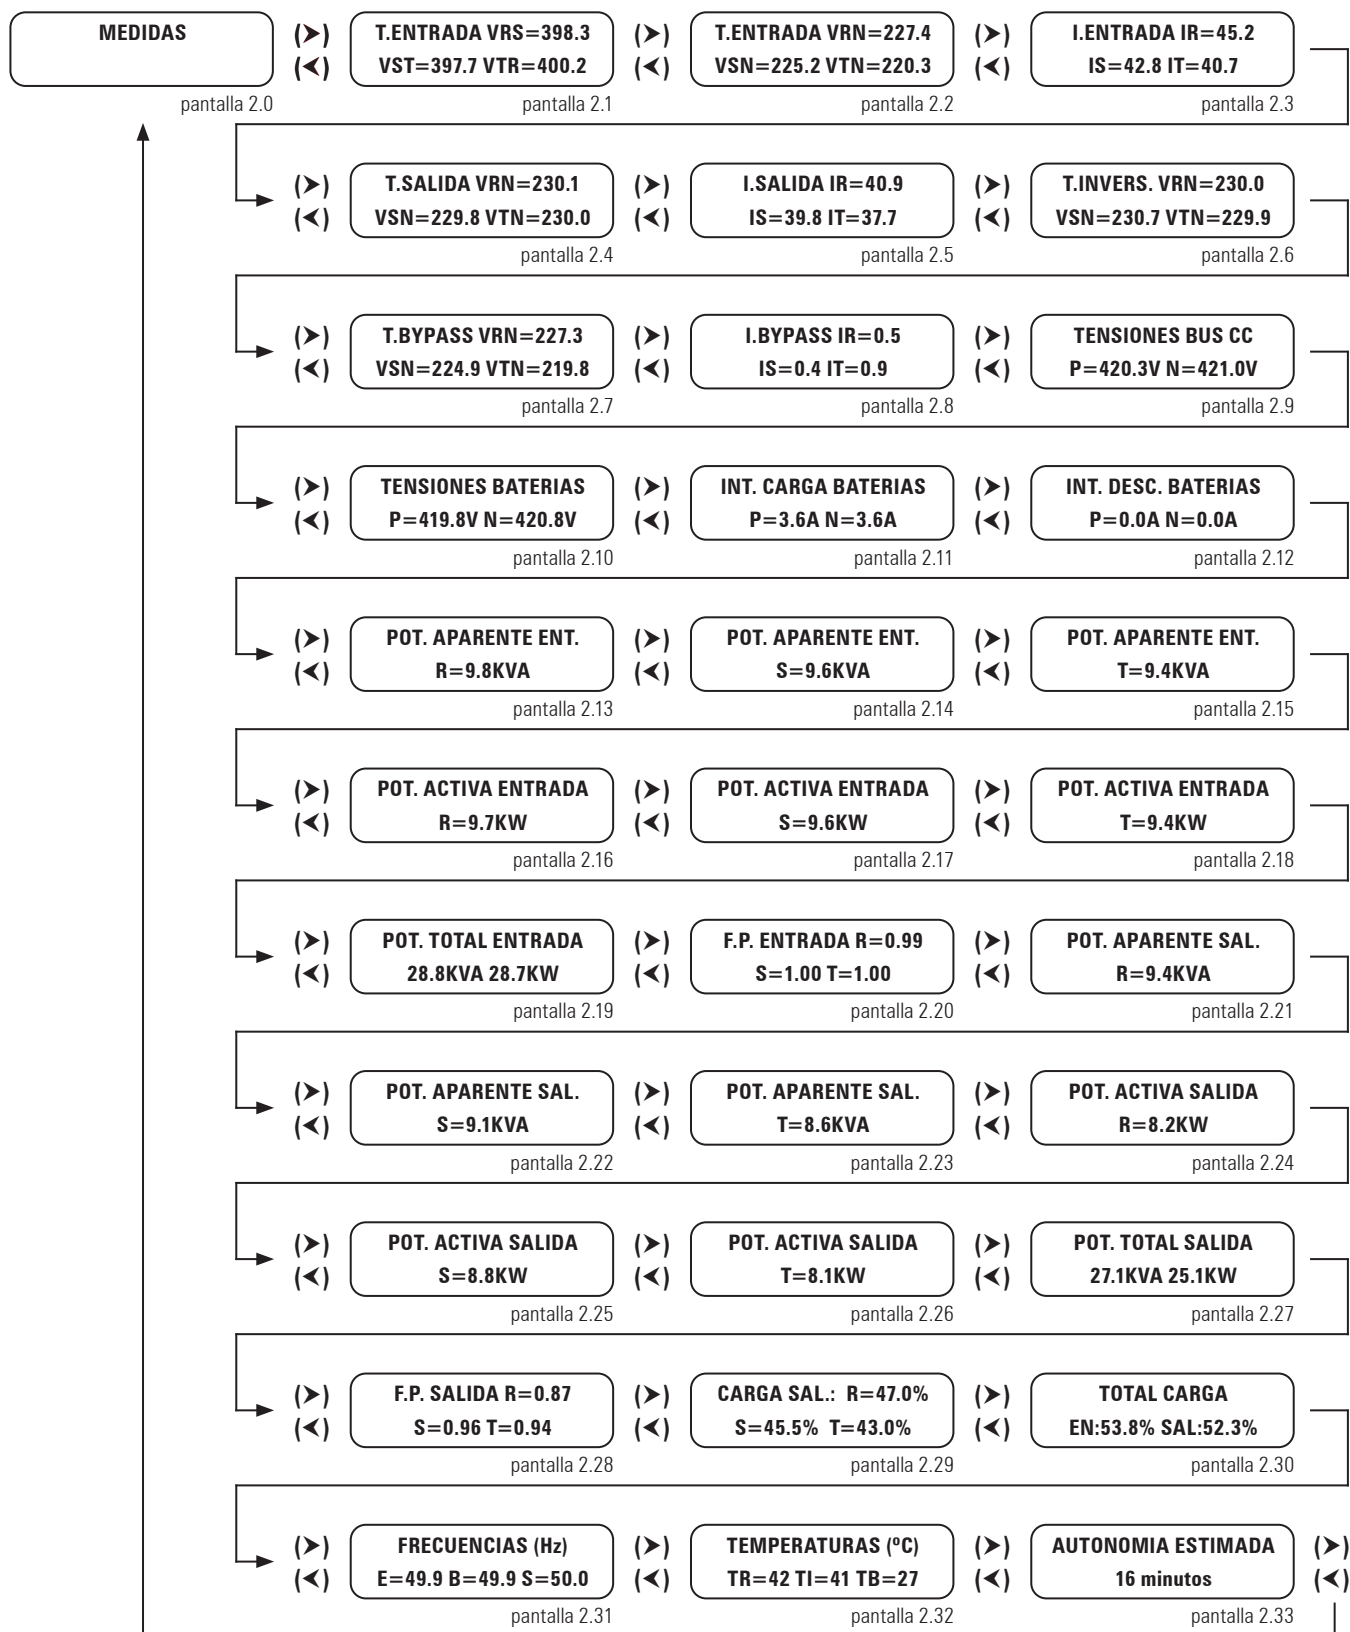 MEDIDAS
pantalla 2.0
(➤)
(⮜)
T.ENTRADA VRS=398.3
VST=397.7 VTR=400.2
pantalla 2.1
(➤)
(⮜)
T.ENTRADA VRN=227.4
VSN=225.2 VTN=220.3
pantalla 2.2
(➤)
(⮜)
I.ENTRADA IR=45.2
IS=42.8 IT=40.7
pantalla 2.3
(➤)
(⮜)
T.SALIDA VRN=230.1
VSN=229.8 VTN=230.0
pantalla 2.4
(➤)
(⮜)
I.SALIDA IR=40.9
IS=39.8 IT=37.7
pantalla 2.5
(➤)
(⮜)
T.INVERS. VRN=230.0
VSN=230.7 VTN=229.9
pantalla 2.6
(➤)
(⮜)
T.BYPASS VRN=227.3
VSN=224.9 VTN=219.8
pantalla 2.7
(➤)
(⮜)
I.BYPASS IR=0.5
IS=0.4 IT=0.9
pantalla 2.8
(➤)
(⮜)
TENSIONES BUS CC
P=420.3V N=421.0V
pantalla 2.9
(➤)
(⮜)
TENSIONES BATERIAS
P=419.8V N=420.8V
pantalla 2.10
(➤)
(⮜)
INT. CARGA BATERIAS
P=3.6A N=3.6A
pantalla 2.11
(➤)
(⮜)
INT. DESC. BATERIAS
P=0.0A N=0.0A
pantalla 2.12
(➤)
(⮜)
POT. APARENTE ENT.
R=9.8KVA
pantalla 2.13
(➤)
(⮜)
POT. APARENTE ENT.
S=9.6KVA
pantalla 2.14
(➤)
(⮜)
POT. APARENTE ENT.
T=9.4KVA
pantalla 2.15
(➤)
(⮜)
POT. ACTIVA ENTRADA
R=9.7KW
pantalla 2.16
(➤)
(⮜)
POT. ACTIVA ENTRADA
S=9.6KW
pantalla 2.17
(➤)
(⮜)
POT. ACTIVA ENTRADA
T=9.4KW
pantalla 2.18
(➤)
(⮜)
POT. TOTAL ENTRADA
28.8KVA 28.7KW
pantalla 2.19
(➤)
(⮜)
F.P. ENTRADA R=0.99
S=1.00 T=1.00
pantalla 2.20
(➤)
(⮜)
POT. APARENTE SAL.
R=9.4KVA
pantalla 2.21
(➤)
(⮜)
POT. APARENTE SAL.
S=9.1KVA
pantalla 2.22
(➤)
(⮜)
POT. APARENTE SAL.
T=8.6KVA
pantalla 2.23
(➤)
(⮜)
POT. ACTIVA SALIDA
R=8.2KW
pantalla 2.24
(➤)
(⮜)
POT. ACTIVA SALIDA
S=8.8KW
pantalla 2.25
(➤)
(⮜)
POT. ACTIVA SALIDA
T=8.1KW
pantalla 2.26
(➤)
(⮜)
POT. TOTAL SALIDA
27.1KVA 25.1KW
pantalla 2.27
(➤)
(⮜)
F.P. SALIDA R=0.87
S=0.96 T=0.94
pantalla 2.28
(➤)
(⮜)
CARGA SAL.: R=47.0%
S=45.5% T=43.0%
pantalla 2.29
(➤)
(⮜)
TOTAL CARGA
EN:53.8% SAL:52.3%
pantalla 2.30
(➤)
(⮜)
FRECUENCIAS (Hz)
E=49.9 B=49.9 S=50.0
pantalla 2.31
(➤)
(⮜)
TEMPERATURAS (ºC)
TR=42 TI=41 TB=27
pantalla 2.32
(➤)
(⮜)
AUTONOMIA ESTIMADA
16 minutos
pantalla 2.33
(➤)
(⮜)